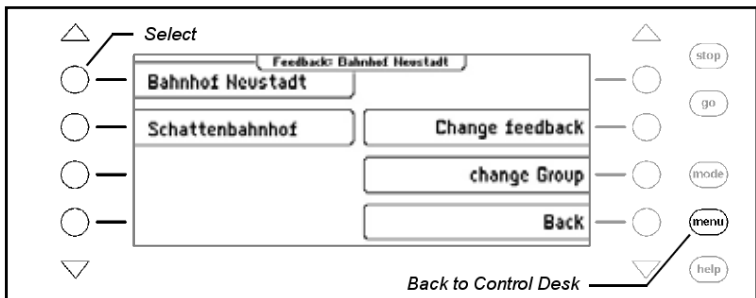 Select
Feedback: Bahnhof Neustadt
Bahnhof Neustadt
Schattenbahnhof
Change feedback
change Group
Back
stop
go
mode
menu
help
Back to Control Desk